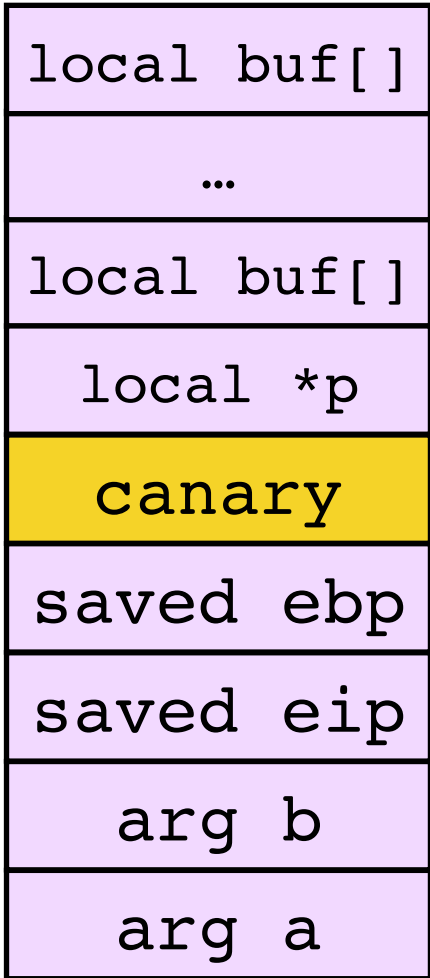 local buf[]
…
local buf[]
local *p
canary
saved ebp
saved eip
arg b
arg a